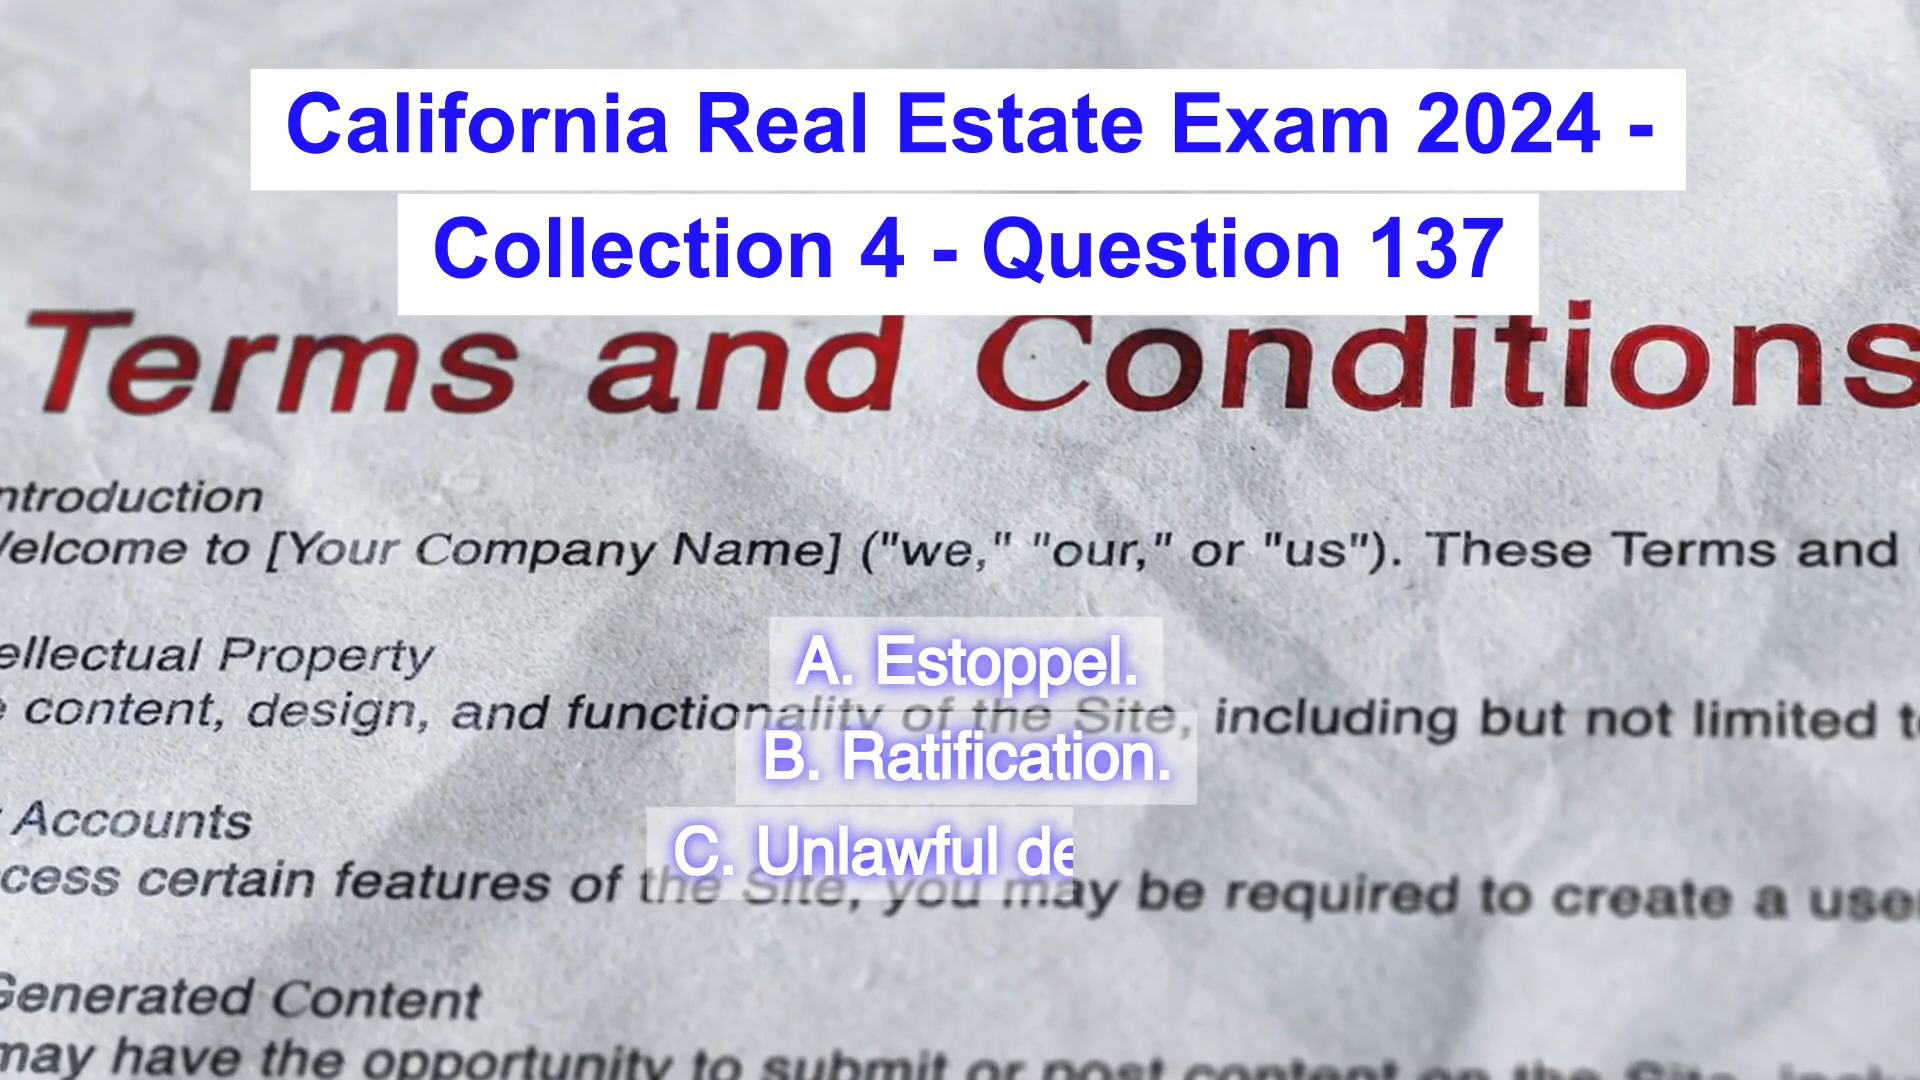 California Real Estate Exam 2024 -
Collection 4 - Question 137
Terms and Conditions
ntroduction
Welcome to [Your Company Name] ("we," "our," or "us"). These Terms and
ellectual Property
A. Estoppel.
content, design, and functionality of the Site, including but not limited t
B. Ratification.
Accounts
C. Unlawful de
cess certain features of the Site, you may be required to create a use
Generated Content
may have the opportunity to submit or post content on the Site,